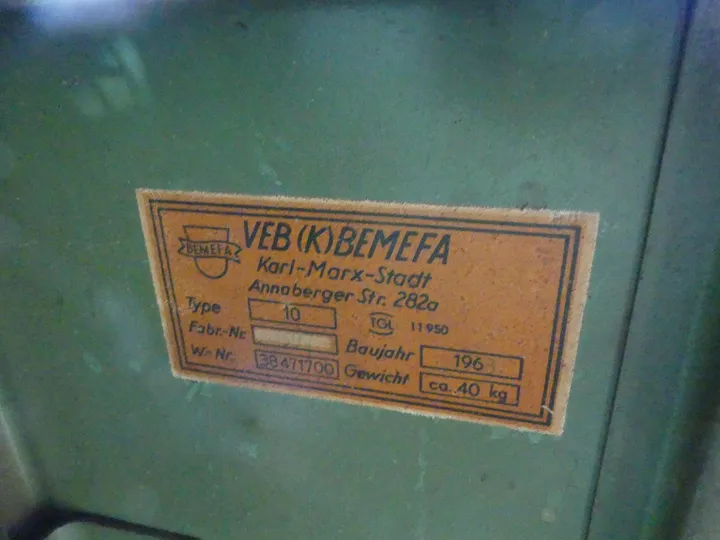 BEMEFA
VEB (K) BEMEFA
Karl-Marx-Stadt
Annaberger Str. 282a
Type 10 TGL 11950
Fabr.-Nr. Baujahr 196
W.-Nr. 38471700 Gewicht ca. 40 kg